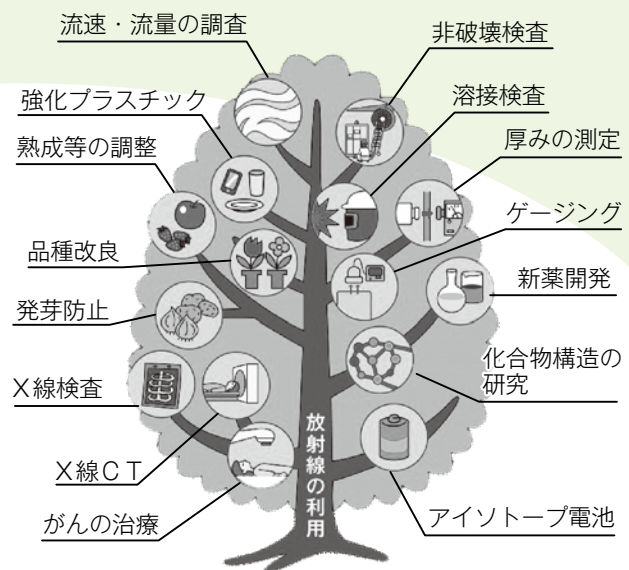 流速・流量の調査
非破壊検査
強化プラスチック
溶接検査
熟成等の調整
厚みの測定
品種改良
ゲージング
新薬開発
発芽防止
化合物構造の
研究
X線検査
X線CT
がんの治療
アイソトープ電池
放射線の利用